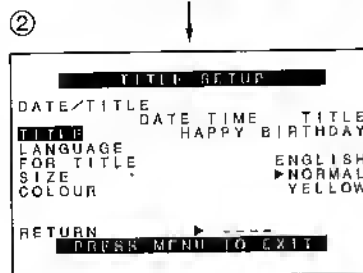 ②
TITLE SETUP
DATE/TITLE
DATE TIME TITLE
TITLE HAPPY BIRTHDAY
LANGUAGE
FOR TITLE ENGLISH
SIZE ▶NORMAL
COLOUR YELLOW
RETURN ▶ ----
PRESS MENU TO EXIT